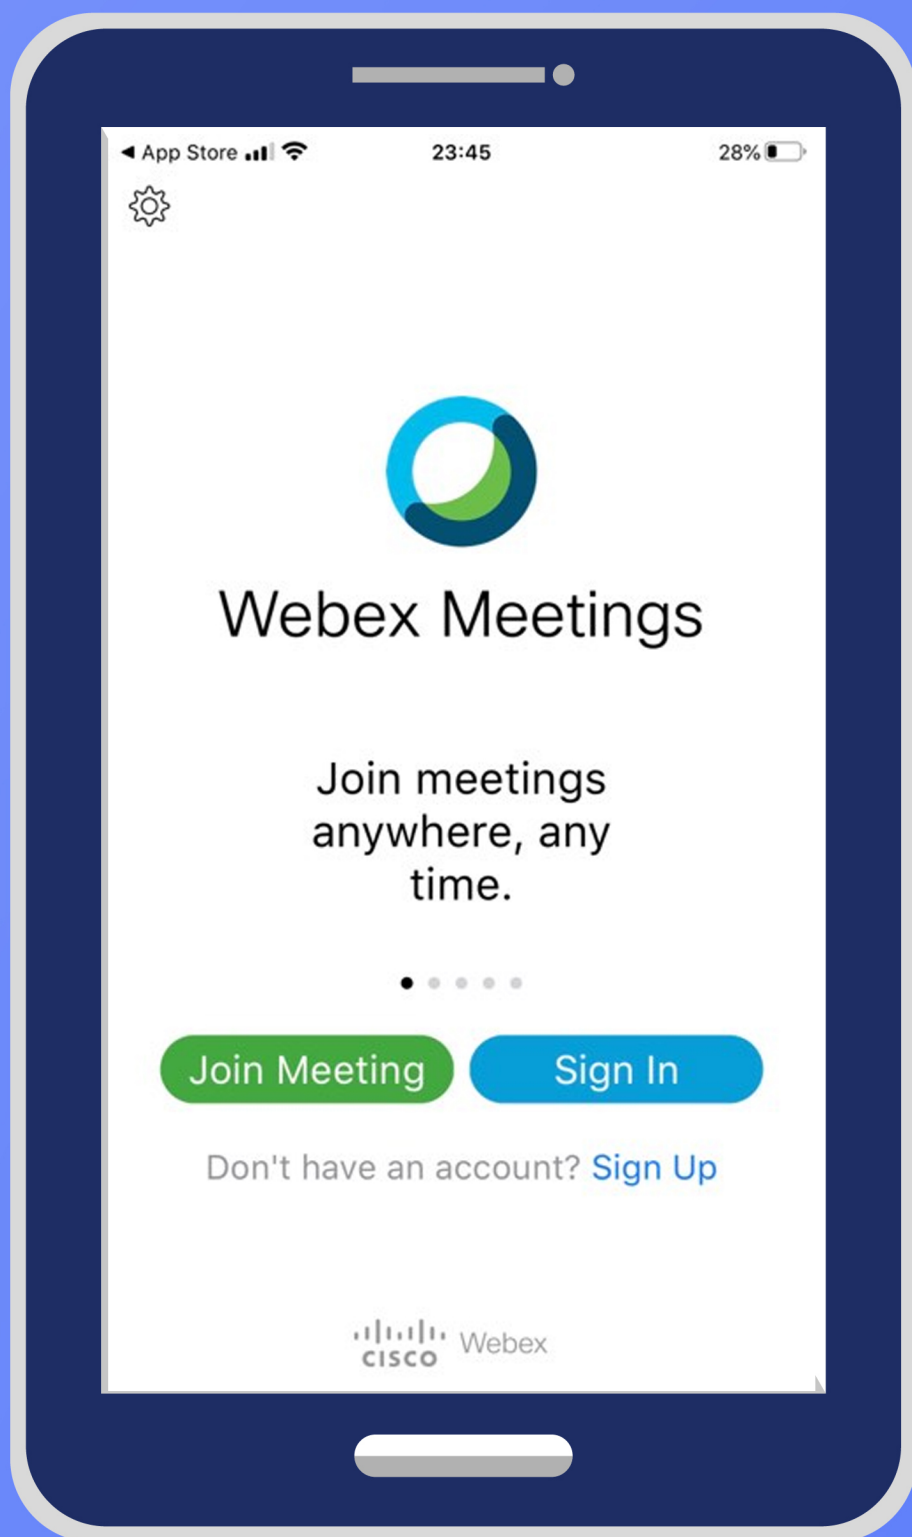 App Store 23:45 28%
Webex Meetings
Join meetings
anywhere, any
time.
Join Meeting Sign In
Don't have an account? Sign Up
CISCO Webex